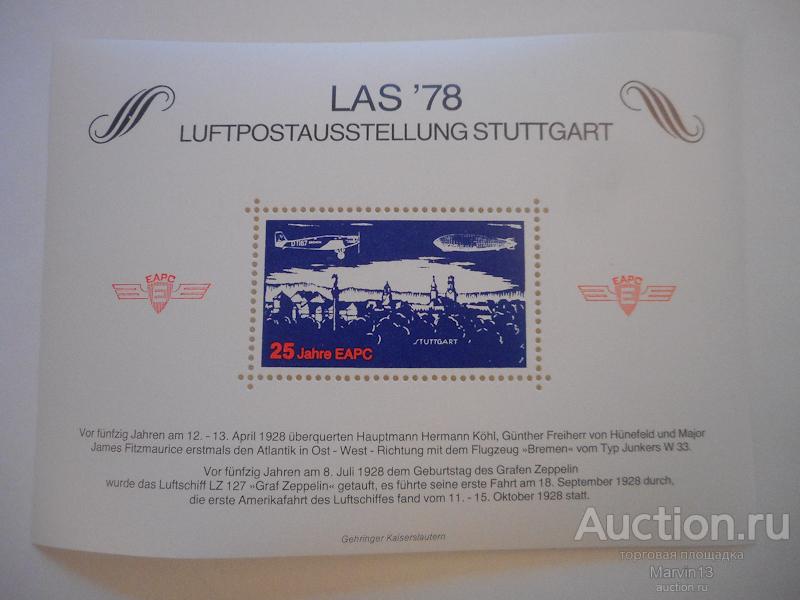 LAS '78
LUFTPOSTAUSSTELLUNG STUTTGART
D1167 BREMEN
EAPC
EAPC
STUTTGART
25 Jahre EAPC
Vor fünfzig Jahren am 12. - 13. April 1928 überquerten Hauptmann Hermann Köhl, Günther Freiherr von Hünefeld und Major
James Fitzmaurice erstmals den Atlantik in Ost - West - Richtung mit dem Flugzeug »Bremen« vom Typ Junkers W 33.
Vor fünfzig Jahren am 8. Juli 1928 dem Geburtstag des Grafen Zeppelin
wurde das Luftschiff LZ 127 »Graf Zeppelin« getauft, es führte seine erste Fahrt am 18. September 1928 durch,
die erste Amerikafahrt des Luftschiffes fand vom 11. - 15. Oktober 1928 statt.
Gehringer Kaiserslautern
Auction.ru
торговая площадка
Marvin13
auction.ru